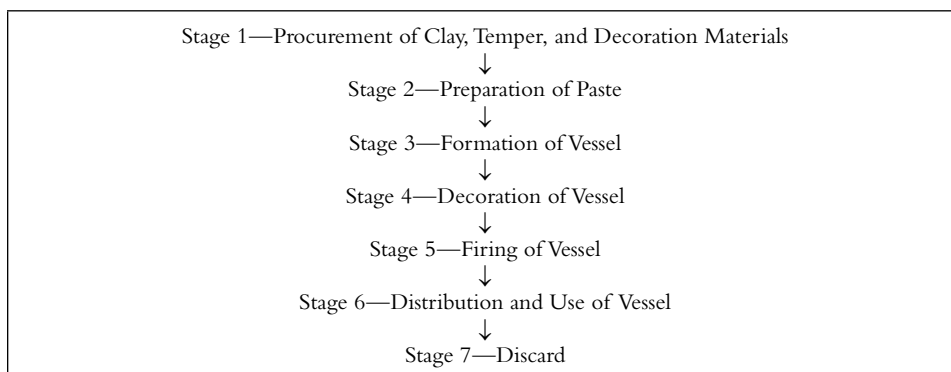 Stage 1—Procurement of Clay, Temper, and Decoration Materials
↓
Stage 2—Preparation of Paste
↓
Stage 3—Formation of Vessel
↓
Stage 4—Decoration of Vessel
↓
Stage 5—Firing of Vessel
↓
Stage 6—Distribution and Use of Vessel
↓
Stage 7—Discard